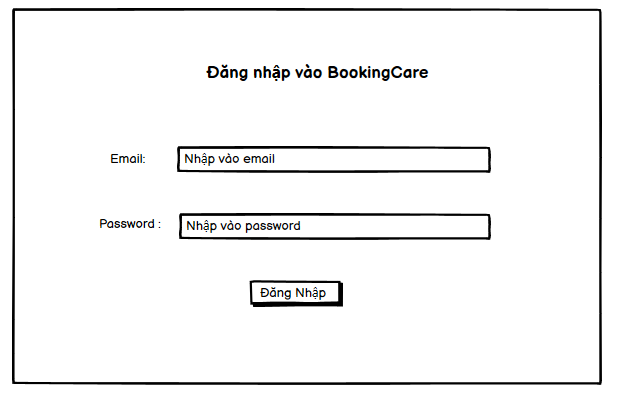 Đăng nhập vào BookingCare
Email: Nhập vào email
Password : Nhập vào password
Đăng Nhập